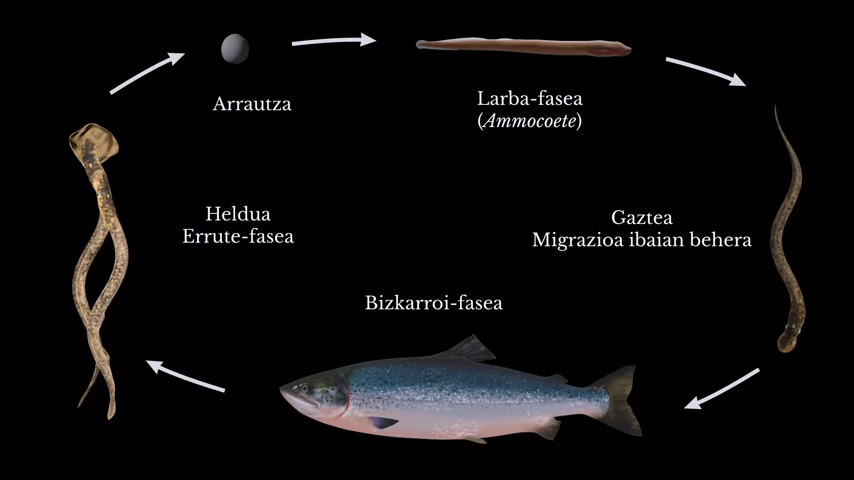 Arrautza
Larba-fasea
(Ammocoete)
Gaztea
Migrazioa ibaian behera
Bizkarroi-fasea
Heldua
Errute-fasea